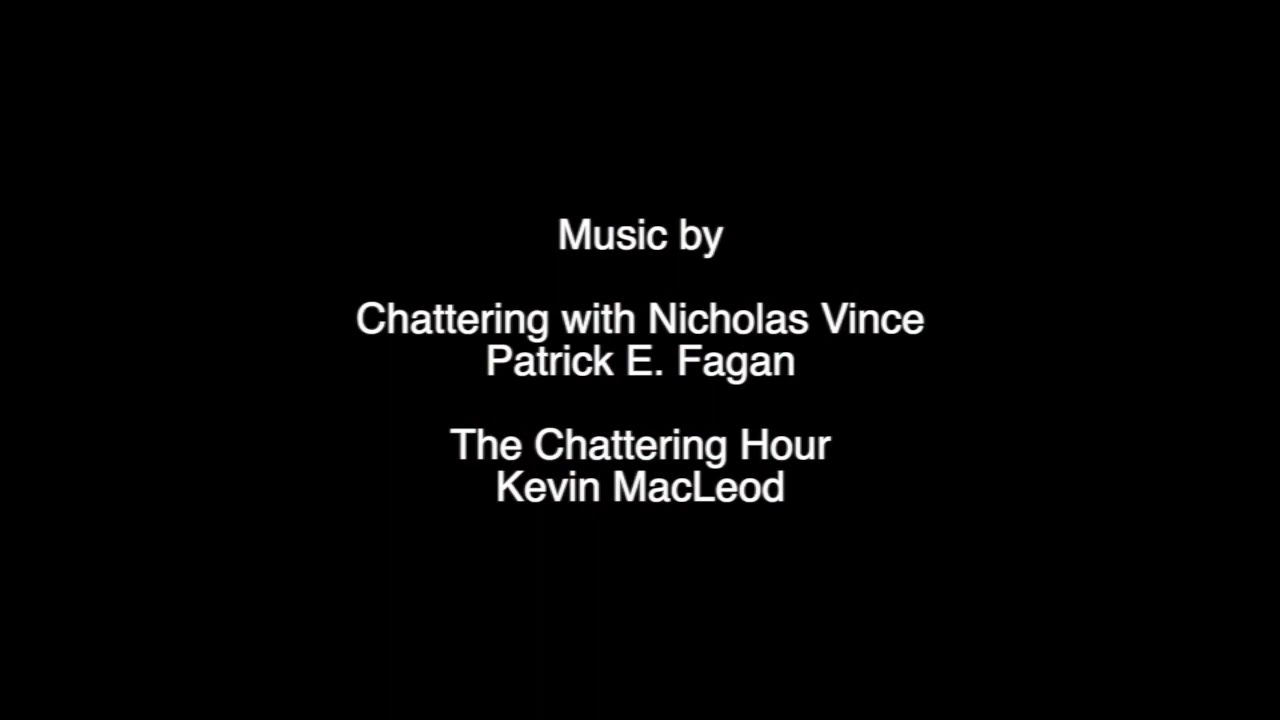 Music by
Chattering with Nicholas Vince
Patrick E. Fagan
The Chattering Hour
Kevin MacLeod